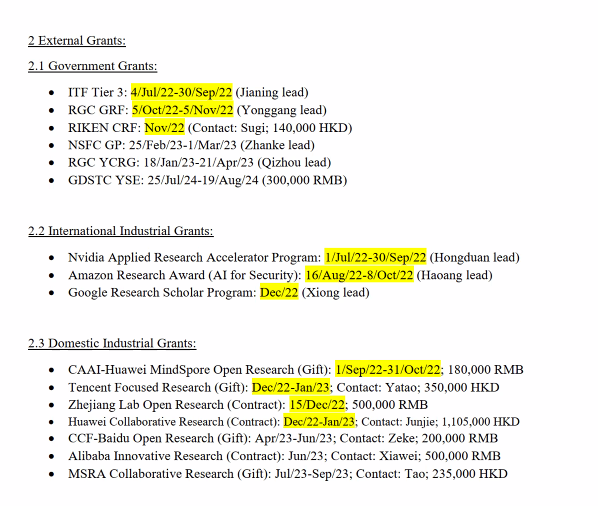 2 External Grants:
2.1 Government Grants:
• ITF Tier 3: 4/Jul/22-30/Sep/22 (Jianing lead)
• RGC GRF: 5/Oct/22-5/Nov/22 (Yonggang lead)
• RIKEN CRF: Nov/22 (Contact: Sugi; 140,000 HKD)
• NSFC GP: 25/Feb/23-1/Mar/23 (Zhanke lead)
• RGC YCRG: 18/Jan/23-21/Apr/23 (Qizhou lead)
• GDSTC YSE: 25/Jul/24-19/Aug/24 (300,000 RMB)
2.2 International Industrial Grants:
• Nvidia Applied Research Accelerator Program: 1/Jul/22-30/Sep/22 (Hongduan lead)
• Amazon Research Award (AI for Security): 16/Aug/22-8/Oct/22 (Haoang lead)
• Google Research Scholar Program: Dec/22 (Xiong lead)
2.3 Domestic Industrial Grants:
• CAAI-Huawei MindSpore Open Research (Gift): 1/Sep/22-31/Oct/22; 180,000 RMB
• Tencent Focused Research (Gift): Dec/22-Jan/23; Contact: Yatao; 350,000 HKD
• Zhejiang Lab Open Research (Contract): 15/Dec/22; 500,000 RMB
• Huawei Collaborative Research (Contract): Dec/22-Jan/23; Contact: Junjie; 1,105,000 HKD
• CCF-Baidu Open Research (Gift): Apr/23-Jun/23; Contact: Zeke; 200,000 RMB
• Alibaba Innovative Research (Contract): Jun/23; Contact: Xiawei; 500,000 RMB
• MSRA Collaborative Research (Gift): Jul/23-Sep/23; Contact: Tao; 235,000 HKD